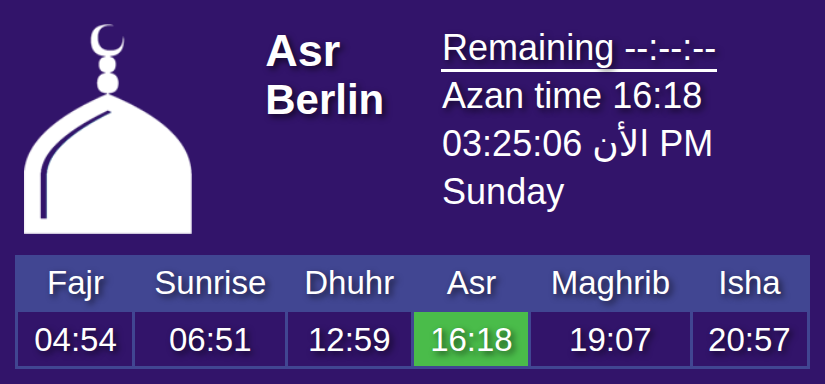 Asr
Berlin
Remaining --:--:--
Azan time 16:18
03:25:06 الأن PM
Sunday
Fajr Sunrise Dhuhr Asr Maghrib Isha
04:54 06:51 12:59 16:18 19:07 20:57